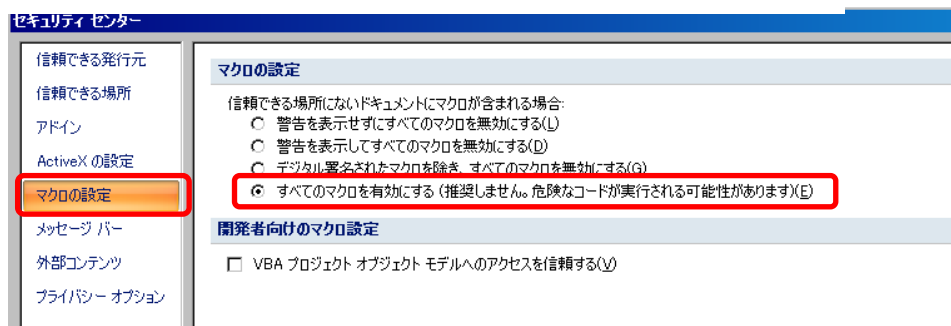 セキュリティ センター
信頼できる発行元
信頼できる場所
アドイン
ActiveX の設定
マクロの設定
メッセージ バー
外部コンテンツ
プライバシー オプション
マクロの設定
信頼できる場所にないドキュメントにマクロが含まれる場合:
警告を表示せずにすべてのマクロを無効にする(L)
警告を表示してすべてのマクロを無効にする(D)
デジタル署名されたマクロを除き、すべてのマクロを無効にする(G)
すべてのマクロを有効にする (推奨しません。危険なコードが実行される可能性があります)(E)
開発者向けのマクロ設定
VBA プロジェクト オブジェクト モデルへのアクセスを信頼する(V)